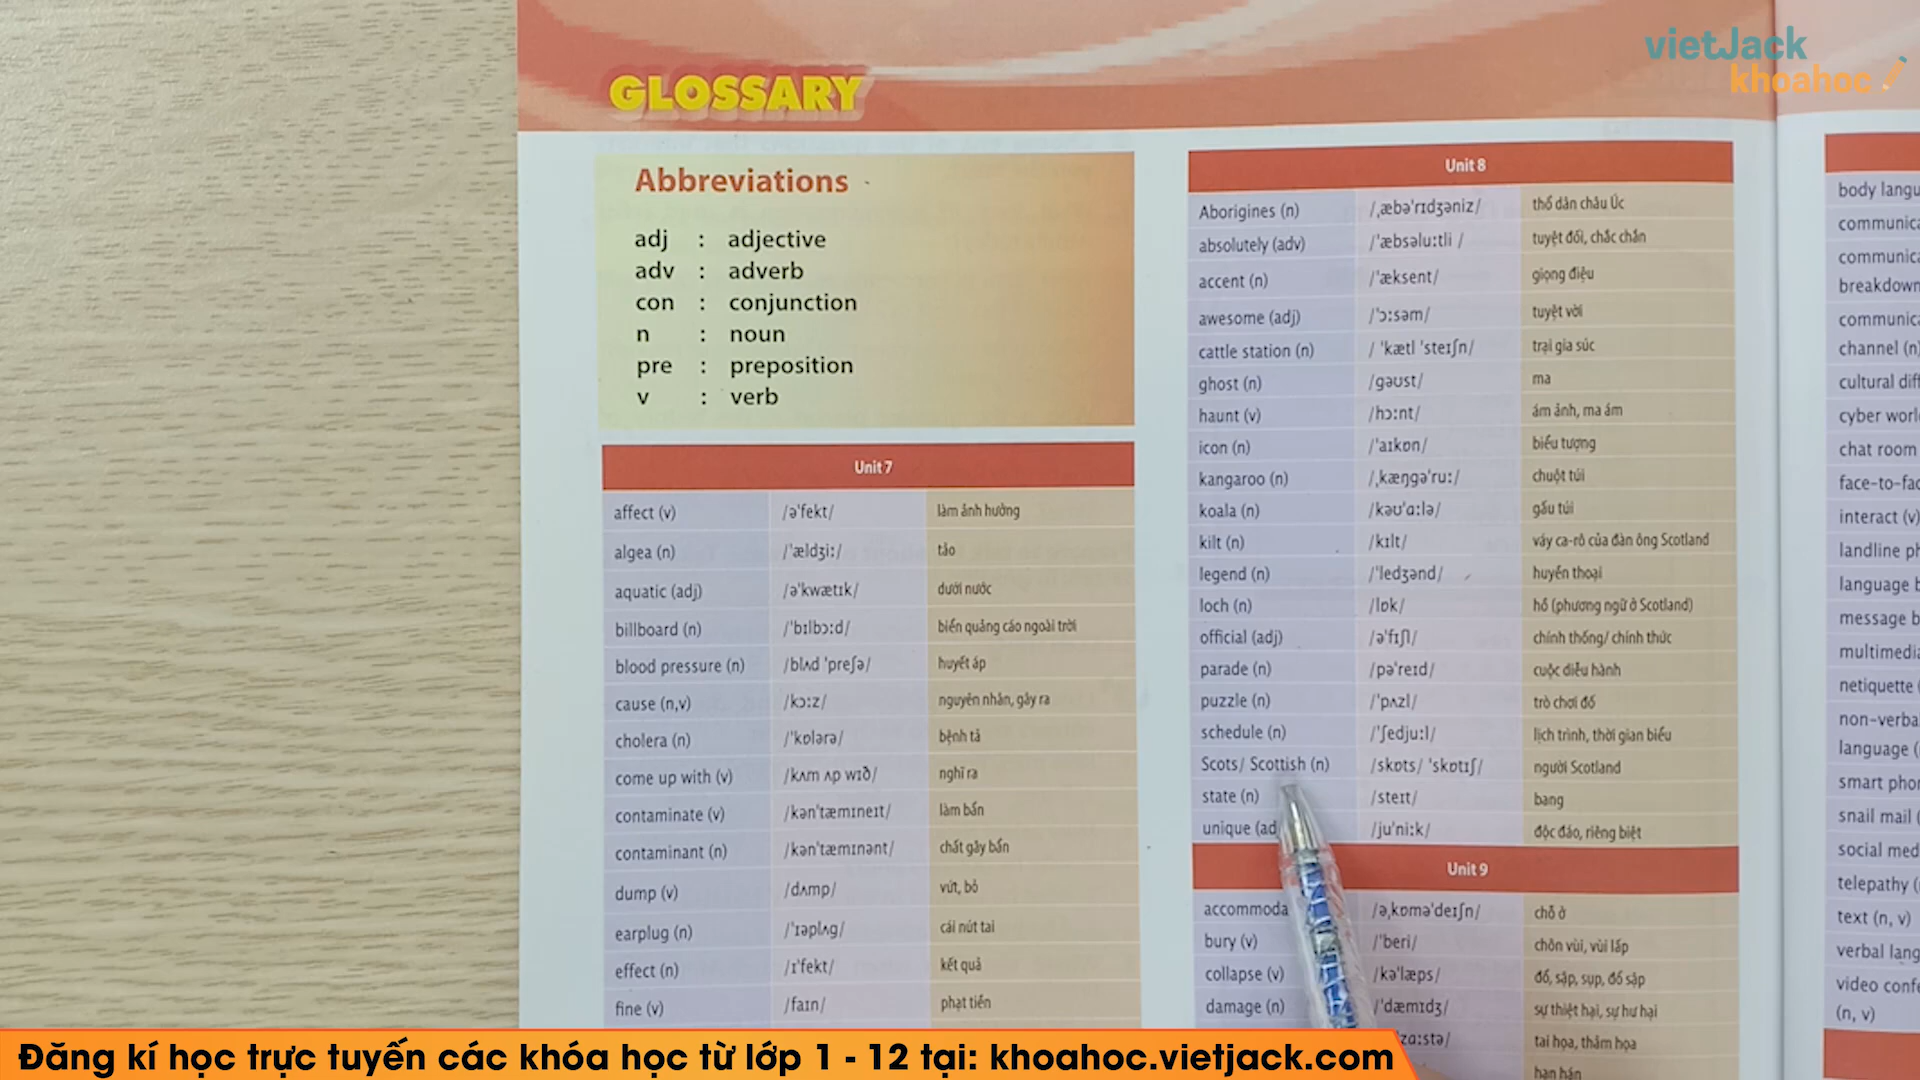 vietJack
khoahoc
GLOSSARY
Abbreviations
adj : adjective
adv : adverb
con : conjunction
n : noun
pre : preposition
v : verb
Unit 7
affect (v) /ə'fekt/ làm ảnh hưởng
algea (n) /'ældʒiː/ tảo
aquatic (adj) /ə'kwætɪk/ dưới nước
billboard (n) /'bɪlbɔːd/ biển quảng cáo ngoài trời
blood pressure (n) /blʌd 'preʃə/ huyết áp
cause (n,v) /kɔːz/ nguyên nhân, gây ra
cholera (n) /'kɒlərə/ bệnh tả
come up with (v) /kʌm ʌp wɪð/ nghĩ ra
contaminate (v) /kən'tæmɪneɪt/ làm bẩn
contaminant (n) /kən'tæmɪnənt/ chất gây bẩn
dump (v) /dʌmp/ vứt, bỏ
earplug (n) /'ɪəplʌg/ cái nút tai
effect (n) /ɪ'fekt/ kết quả
fine (v) /faɪn/ phạt tiền
Unit 8
Aborigines (n) /ˌæbə'rɪdʒəniz/ thổ dân châu Úc
absolutely (adv) /'æbsəluːtli / tuyệt đối, chắc chắn
accent (n) /'æksent/ giọng điệu
awesome (adj) /'ɔːsəm/ tuyệt vời
cattle station (n) / 'kætl 'steɪʃn/ trại gia súc
ghost (n) /gəʊst/ ma
haunt (v) /hɔːnt/ ám ảnh, ma ám
icon (n) /'aɪkɒn/ biểu tượng
kangaroo (n) /ˌkæŋgə'ruː/ chuột túi
koala (n) /kəʊ'ɑːlə/ gấu túi
kilt (n) /kɪlt/ váy ca-rô của đàn ông Scotland
legend (n) /'ledʒənd/ huyền thoại
loch (n) /lɒk/ hồ (phương ngữ ở Scotland)
official (adj) /ə'fɪʃl/ chính thống/ chính thức
parade (n) /pə'reɪd/ cuộc diễu hành
puzzle (n) /'pʌzl/ trò chơi đố
schedule (n) /'ʃedjuːl/ lịch trình, thời gian biểu
Scots/ Scottish (n) /skɒts/ 'skɒtɪʃ/ người Scotland
state (n) /steɪt/ bang
unique (ad /ju'niːk/ độc đáo, riêng biệt
Unit 9
accommoda /əˌkɒmə'deɪʃn/ chỗ ở
bury (v) /'beri/ chôn vùi, vùi lấp
collapse (v) /kə'læps/ đổ, sập, sụp, đổ sập
damage (n) /'dæmɪdʒ/ sự thiệt hại, sự hư hại
zɑːstə/ tai họa, thảm họa
hạn hán
body langu
communica
communica
breakdown
communica
channel (n)
cultural diff
cyber worl
chat room
face-to-fac
interact (v)
landline ph
language b
message b
multimedia
netiquette (
non-verba
language (
smart phon
snail mail (
social med
telepathy (
text (n, v)
verbal lang
video confe
(n, v)
Đăng kí học trực tuyến các khóa học từ lớp 1 - 12 tại: khoahoc.vietjack.com